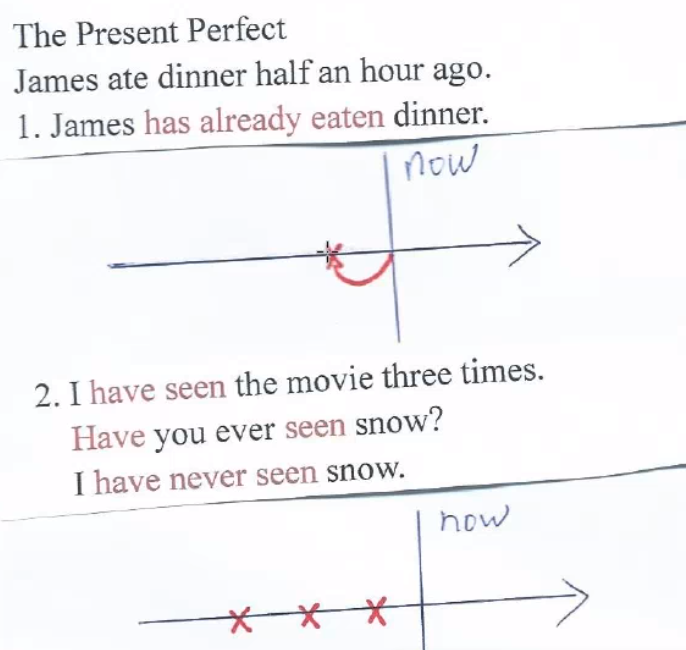 The Present Perfect
James ate dinner half an hour ago.
1. James has already eaten dinner.
now
2. I have seen the movie three times.
Have you ever seen snow?
I have never seen snow.
now